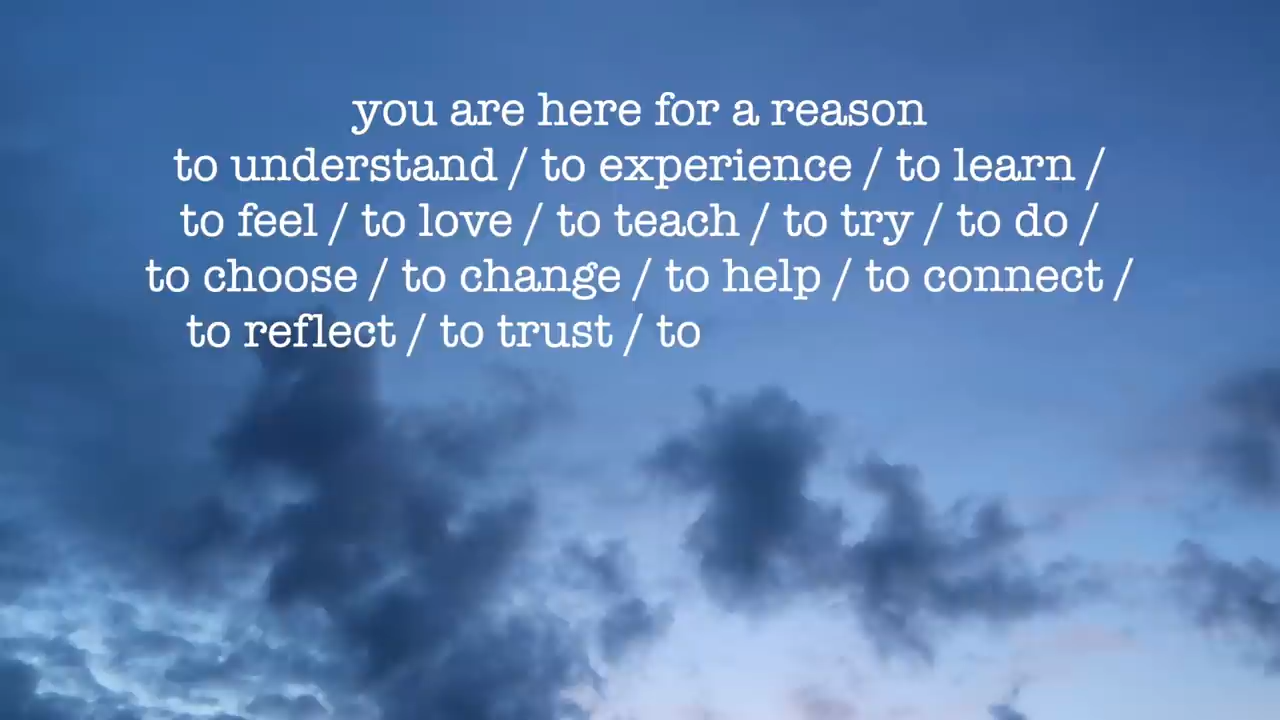 you are here for a reason
to understand / to experience / to learn /
to feel / to love / to teach / to try / to do /
to choose / to change / to help / to connect /
to reflect / to trust / to